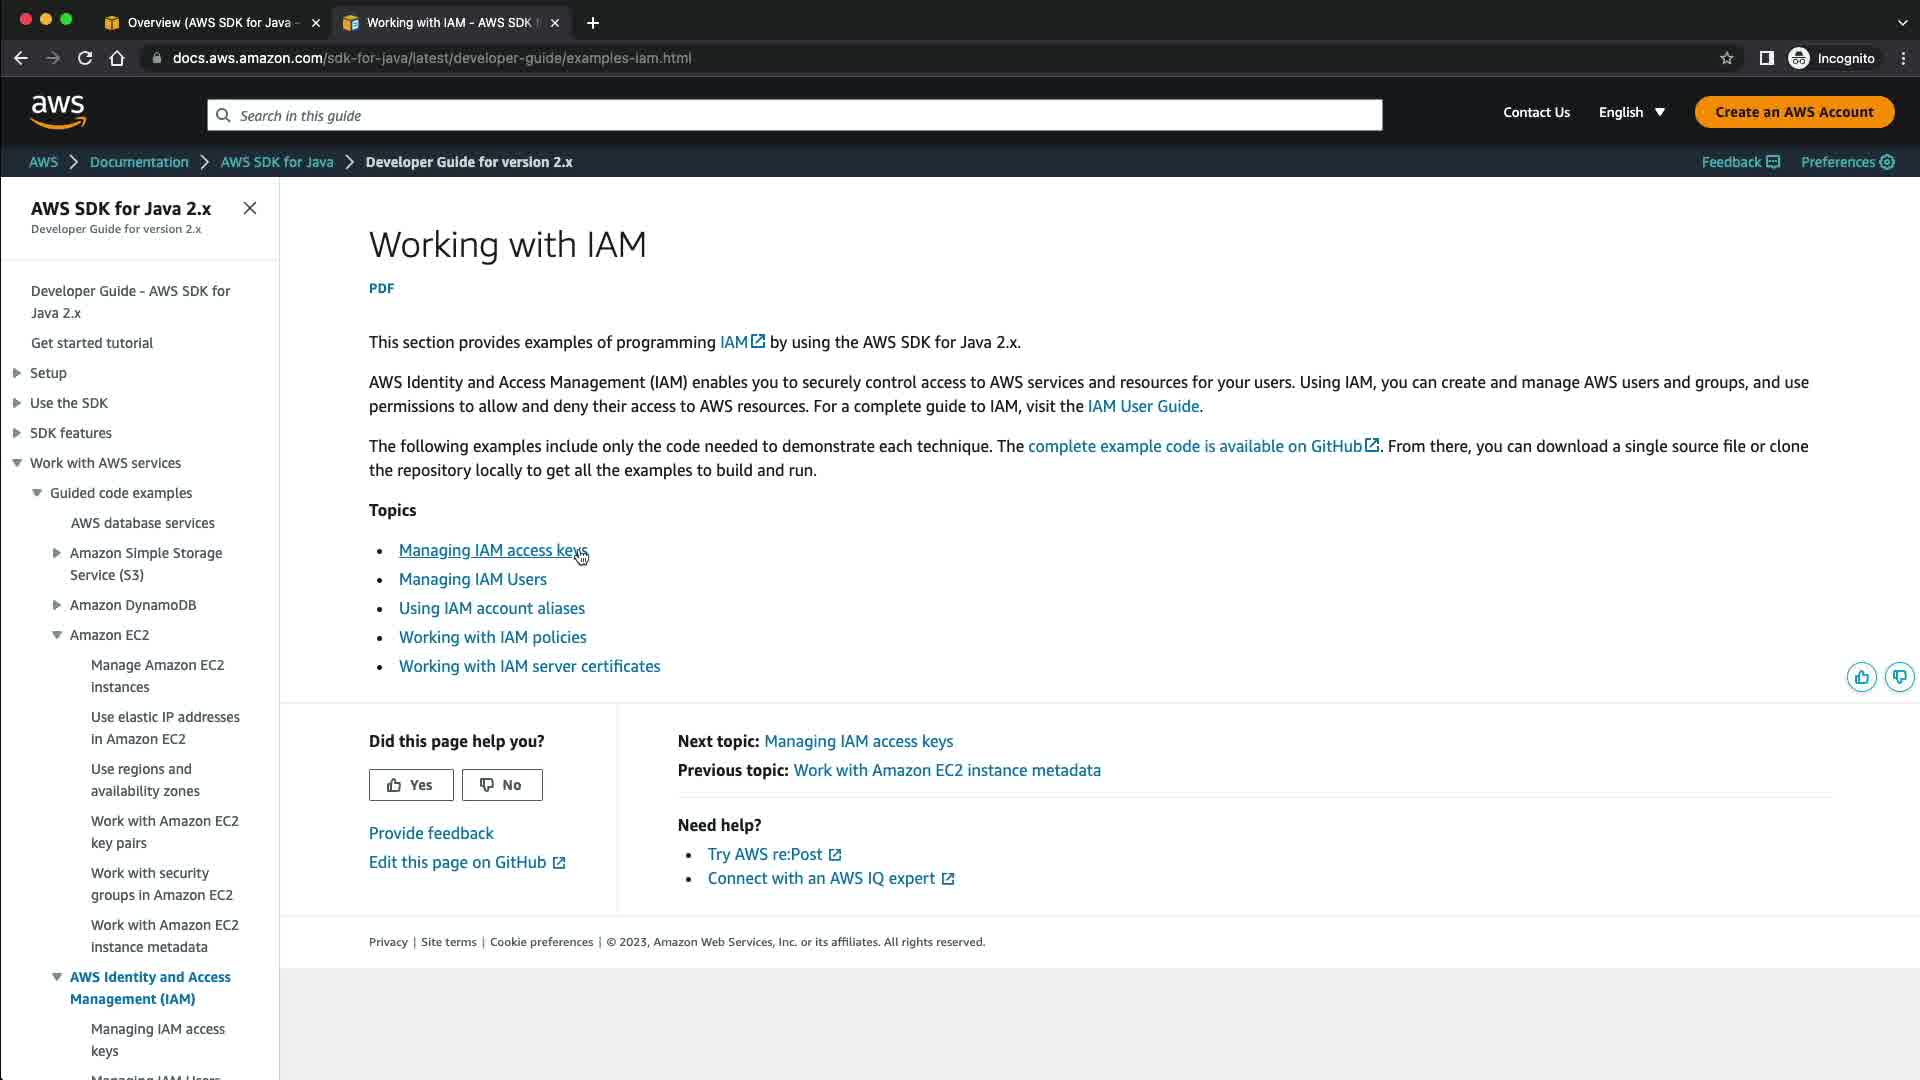 Overview (AWS SDK for Java -
Working with IAM - AWS SDK
docs.aws.amazon.com/sdk-for-java/latest/developer-guide/examples-iam.html
Incognito
aws
Search in this guide
Contact Us
English
Create an AWS Account
AWS
Documentation
AWS SDK for Java
Developer Guide for version 2.x
Feedback
Preferences
AWS SDK for Java 2.x
Developer Guide for version 2.x
Developer Guide - AWS SDK for
Java 2.x
Get started tutorial
Setup
Use the SDK
SDK features
Work with AWS services
Guided code examples
AWS database services
Amazon Simple Storage
Service (S3)
Amazon DynamoDB
Amazon EC2
Manage Amazon EC2
instances
Use elastic IP addresses
in Amazon EC2
Use regions and
availability zones
Work with Amazon EC2
key pairs
Work with security
groups in Amazon EC2
Work with Amazon EC2
instance metadata
AWS Identity and Access
Management (IAM)
Managing IAM access
keys
Managing IAM Users
Working with IAM
PDF
This section provides examples of programming IAM by using the AWS SDK for Java 2.x.
AWS Identity and Access Management (IAM) enables you to securely control access to AWS services and resources for your users. Using IAM, you can create and manage AWS users and groups, and use
permissions to allow and deny their access to AWS resources. For a complete guide to IAM, visit the IAM User Guide.
The following examples include only the code needed to demonstrate each technique. The complete example code is available on GitHub. From there, you can download a single source file or clone
the repository locally to get all the examples to build and run.
Topics
• Managing IAM access keys
• Managing IAM Users
• Using IAM account aliases
• Working with IAM policies
• Working with IAM server certificates
Did this page help you?
Yes
No
Provide feedback
Edit this page on GitHub
Next topic: Managing IAM access keys
Previous topic: Work with Amazon EC2 instance metadata
Need help?
• Try AWS re:Post
• Connect with an AWS IQ expert
Privacy | Site terms | Cookie preferences | © 2023, Amazon Web Services, Inc. or its affiliates. All rights reserved.